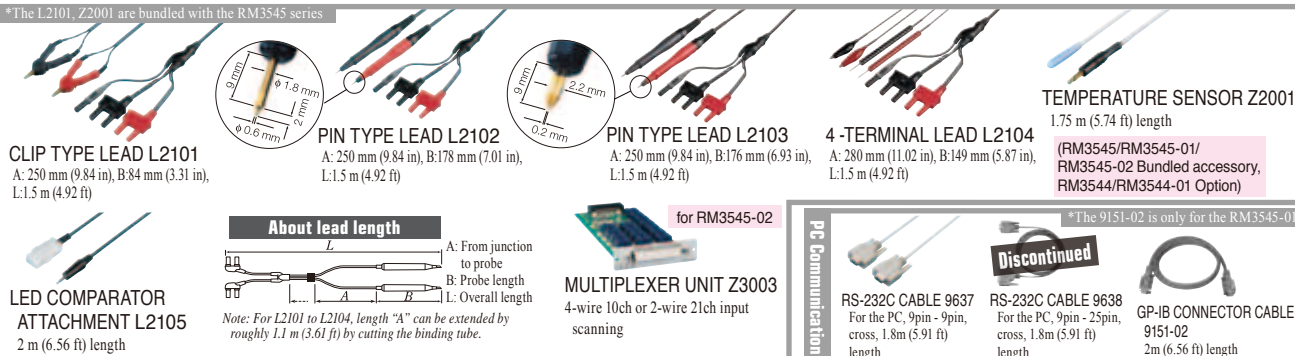 *The L2101, Z2001 are bundled with the RM3545 series
CLIP TYPE LEAD L2101
A: 250 mm (9.84 in), B:84 mm (3.31 in),
L:1.5 m (4.92 ft)
9 mm
ϕ 1.8 mm
2 mm
ϕ 0.6 mm
PIN TYPE LEAD L2102
A: 250 mm (9.84 in), B:178 mm (7.01 in),
L:1.5 m (4.92 ft)
9 mm
2.2 mm
0.2 mm
PIN TYPE LEAD L2103
A: 250 mm (9.84 in), B:176 mm (6.93 in),
L:1.5 m (4.92 ft)
4 -TERMINAL LEAD L2104
A: 280 mm (11.02 in), B:149 mm (5.87 in),
L:1.5 m (4.92 ft)
TEMPERATURE SENSOR Z2001
1.75 m (5.74 ft) length
(RM3545/RM3545-01/
RM3545-02 Bundled accessory,
RM3544/RM3544-01 Option)
LED COMPARATOR
ATTACHMENT L2105
2 m (6.56 ft) length
About lead length
L
A
B
A: From junction
to probe
B: Probe length
L: Overall length
Note: For L2101 to L2104, length “A” can be extended by
roughly 1.1 m (3.61 ft) by cutting the binding tube.
for RM3545-02
MULTIPLEXER UNIT Z3003
4-wire 10ch or 2-wire 21ch input
scanning
PC Communication
*The 9151-02 is only for the RM3545-01
RS-232C CABLE 9637
For the PC, 9pin - 9pin,
cross, 1.8m (5.91 ft)
length
Discontinued
RS-232C CABLE 9638
For the PC, 9pin - 25pin,
cross, 1.8m (5.91 ft)
length
GP-IB CONNECTOR CABLE
9151-02
2m (6.56 ft) length